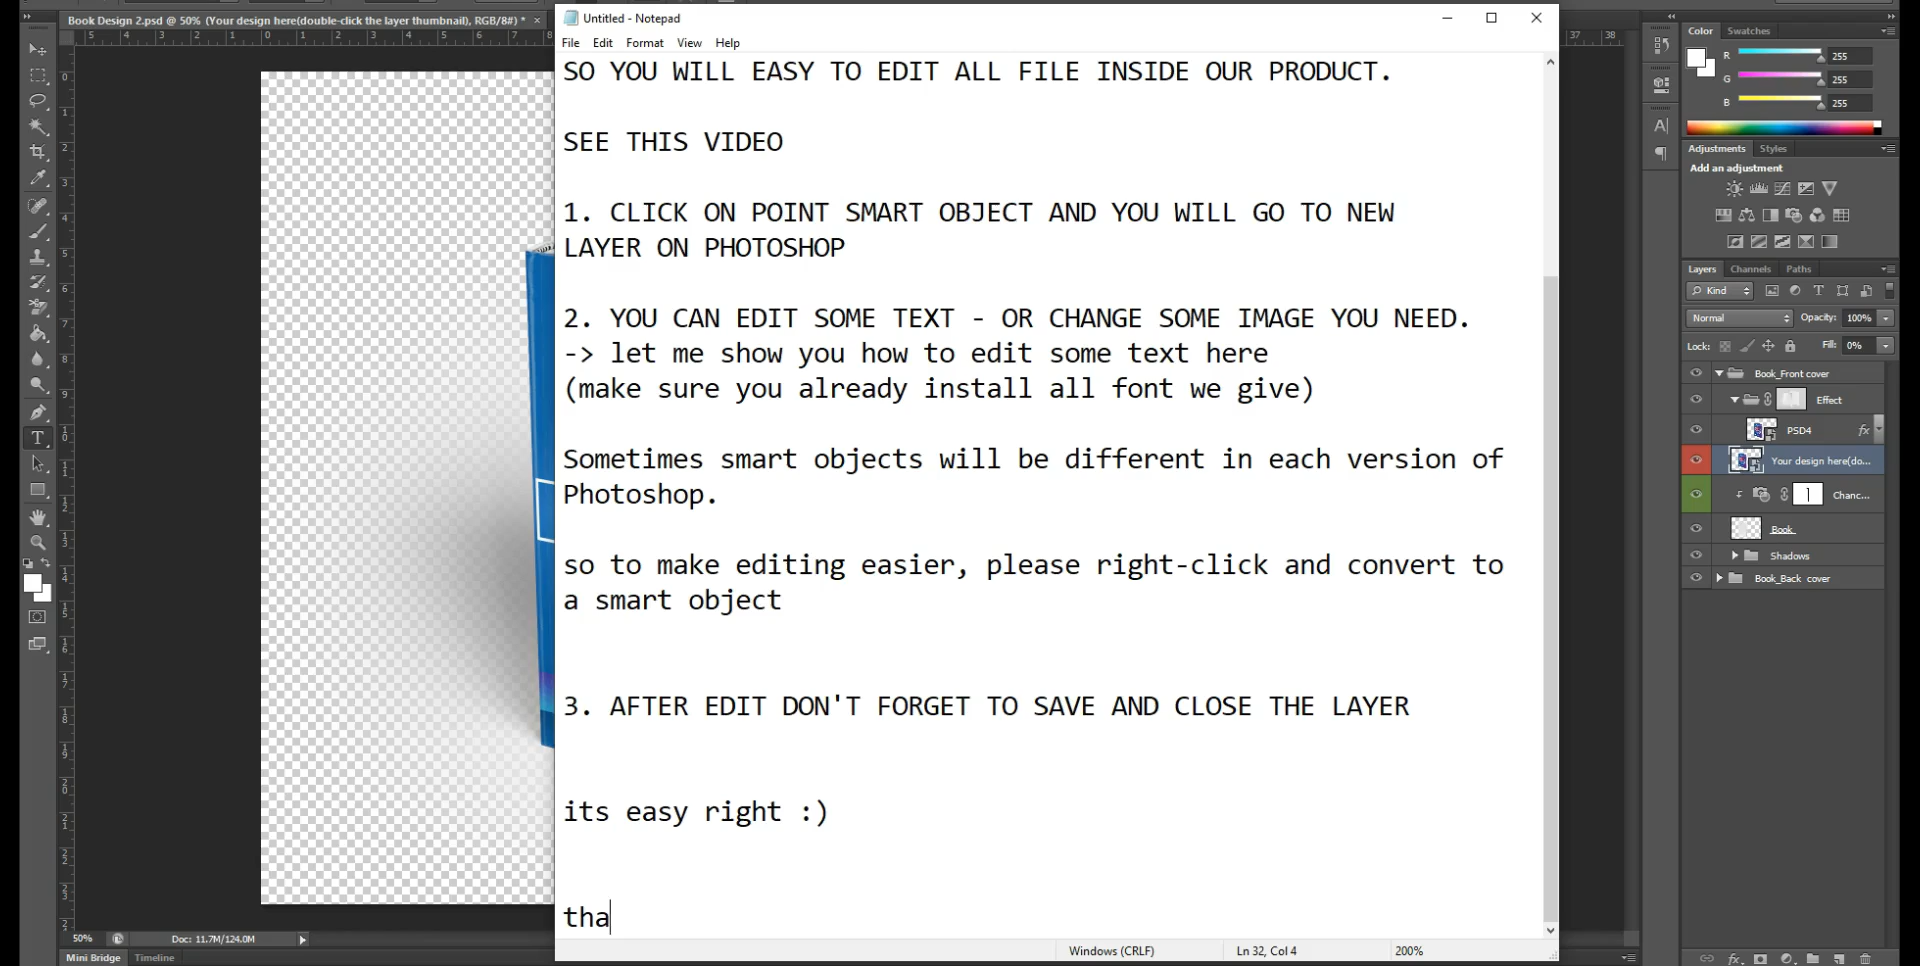 Book Design 2.psd @ 50% (Your design here(double-click the layer thumbnail), RGB/8#) *
Untitled - Notepad
File Edit Format View Help
SO YOU WILL EASY TO EDIT ALL FILE INSIDE OUR PRODUCT.
SEE THIS VIDEO
1. CLICK ON POINT SMART OBJECT AND YOU WILL GO TO NEW
LAYER ON PHOTOSHOP
2. YOU CAN EDIT SOME TEXT - OR CHANGE SOME IMAGE YOU NEED.
-> let me show you how to edit some text here
(make sure you already install all font we give)
Sometimes smart objects will be different in each version of
Photoshop.
so to make editing easier, please right-click and convert to
a smart object
3. AFTER EDIT DON'T FORGET TO SAVE AND CLOSE THE LAYER
its easy right :)
tha
Windows (CRLF) Ln 32, Col 4 200%
50% Doc: 11.7M/124.0M
Mini Bridge Timeline
Color Swatches
R 255
G 255
B 255
Adjustments Styles
Add an adjustment
Layers Channels Paths
Kind
Normal Opacity: 100%
Lock: Fill: 0%
Book_Front cover
Effect
PSD4 fx
Your design here(do...
Chanc...
Book
Shadows
Book_Back cover